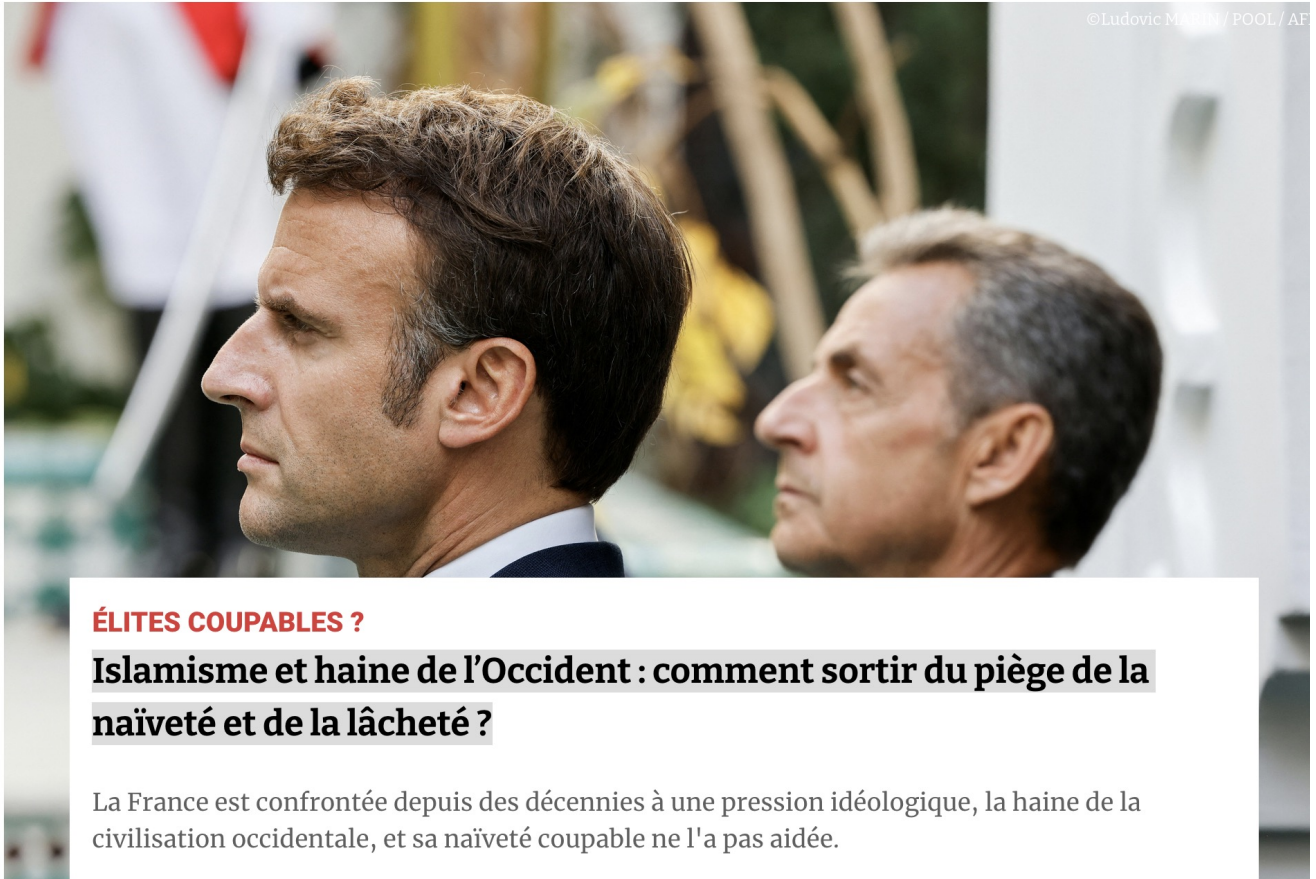 ©Ludovic MARIN / POOL / AF
ÉLITES COUPABLES ?
Islamisme et haine de l’Occident : comment sortir du piège de la
naïveté et de la lâcheté ?
La France est confrontée depuis des décennies à une pression idéologique, la haine de la
civilisation occidentale, et sa naïveté coupable ne l'a pas aidée.